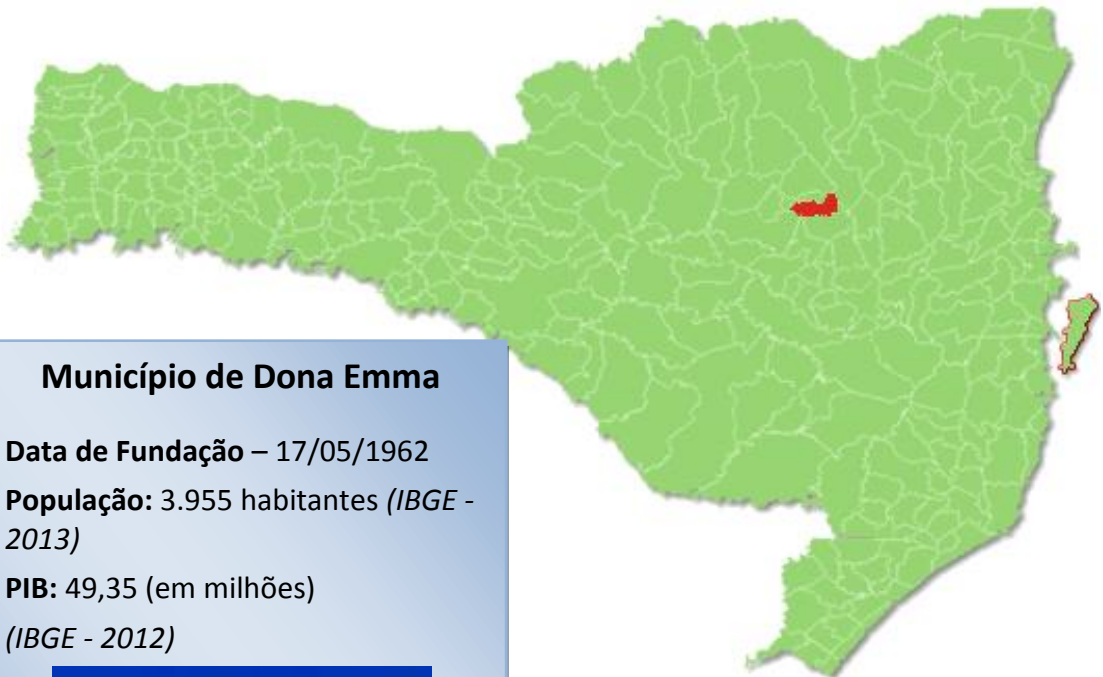 Município de Dona Emma
Data de Fundação – 17/05/1962
População: 3.955 habitantes (IBGE -
2013)
PIB: 49,35 (em milhões)
(IBGE - 2012)